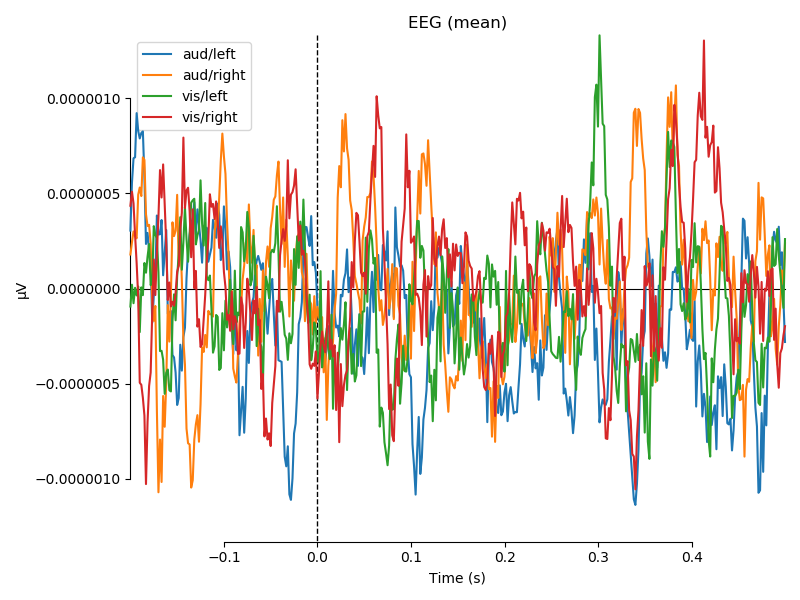 EEG (mean)
aud/left
aud/right
vis/left
vis/right
0.0000010
0.0000005
0.0000000
−0.0000005
−0.0000010
µV
−0.1 0.0 0.1 0.2 0.3 0.4
Time (s)